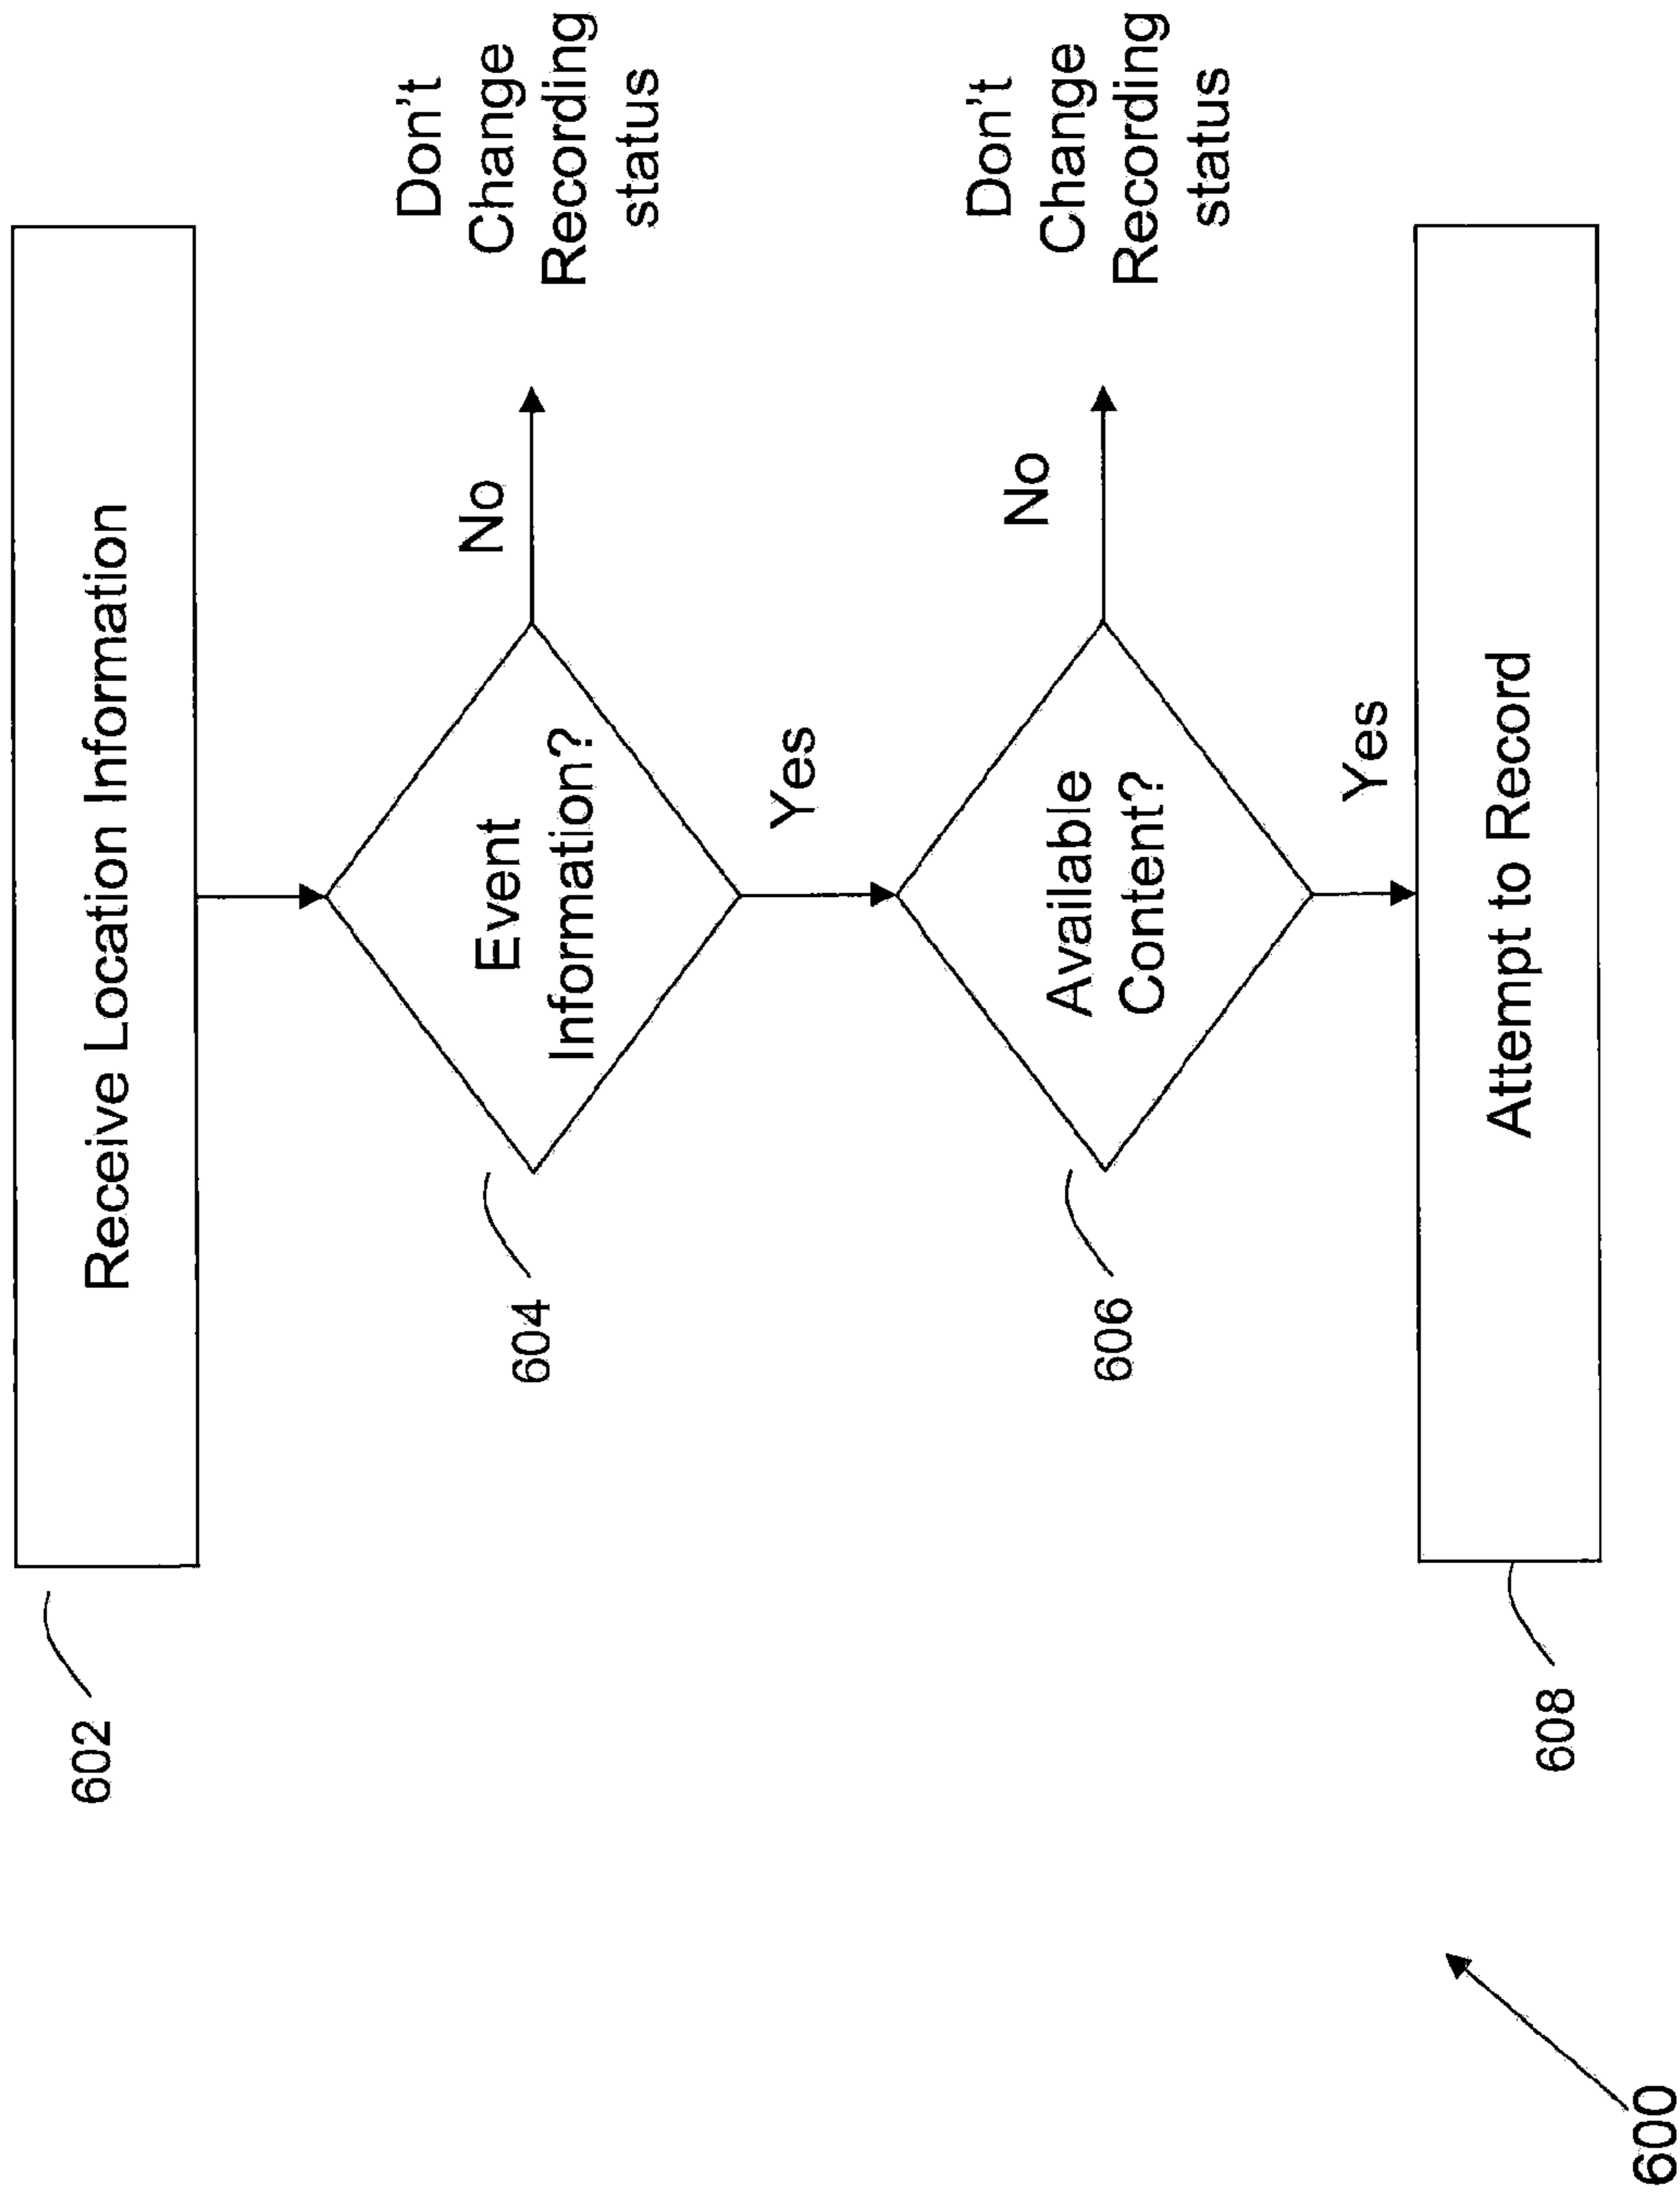 602
Receive Location Information
604
Event
Information?
No
Don't
Change
Recording
status
Yes
606
Available
Content?
No
Don't
Change
Recording
status
Yes
608
Attempt to Record
600